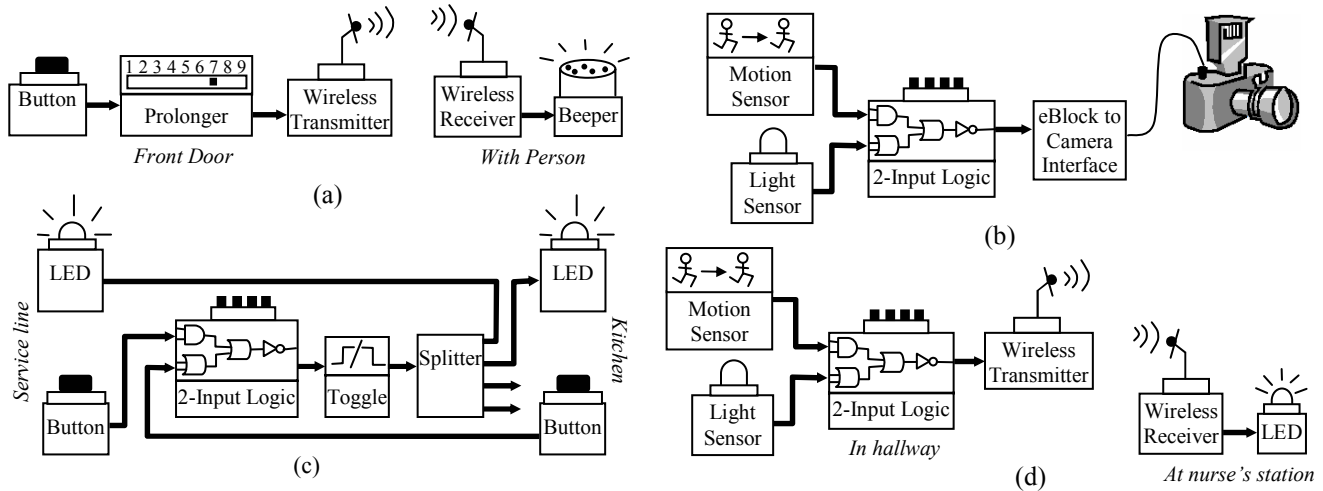 1 2 3 4 5 6 7 8 9
Button
Prolonger
Wireless
Transmitter
Wireless
Receiver
Beeper
Front Door
With Person
(a)
Motion
Sensor
Light
Sensor
2-Input Logic
eBlock to
Camera
Interface
(b)
LED
LED
Service line
Kitchen
2-Input Logic
Toggle
Splitter
Button
Button
(c)
Motion
Sensor
Light
Sensor
2-Input Logic
Wireless
Transmitter
In hallway
Wireless
Receiver
LED
At nurse's station
(d)